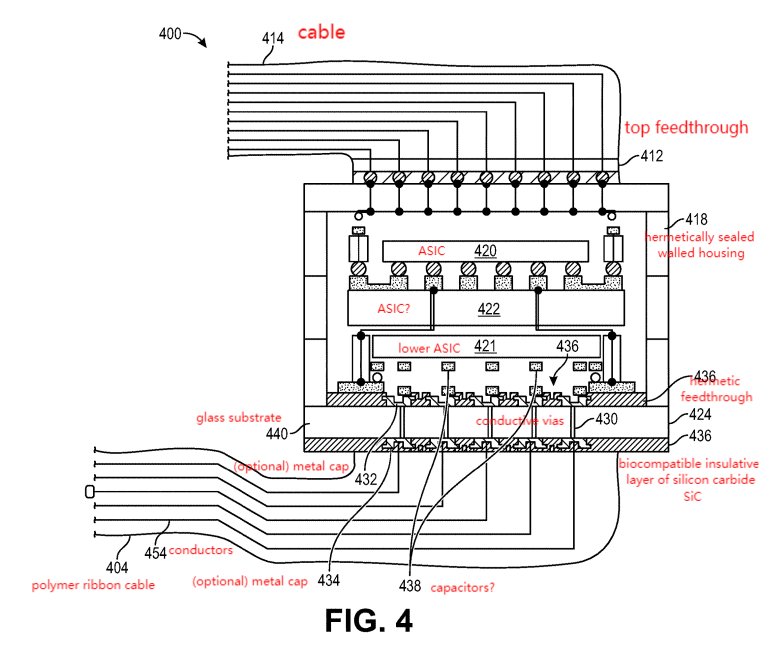 400
414
cable
top feedthrough
412
418
hermetically sealed
walled housing
ASIC
420
ASIC?
422
lower ASIC
421
436
436
hermetic
feedthrough
glass substrate
440
conductive vias
430
424
436
(optional) metal cap
432
biocompatible insulative
layer of silicon carbide
SiC
454
conductors
404
polymer ribbon cable
(optional) metal cap
434
438
capacitors?
FIG. 4